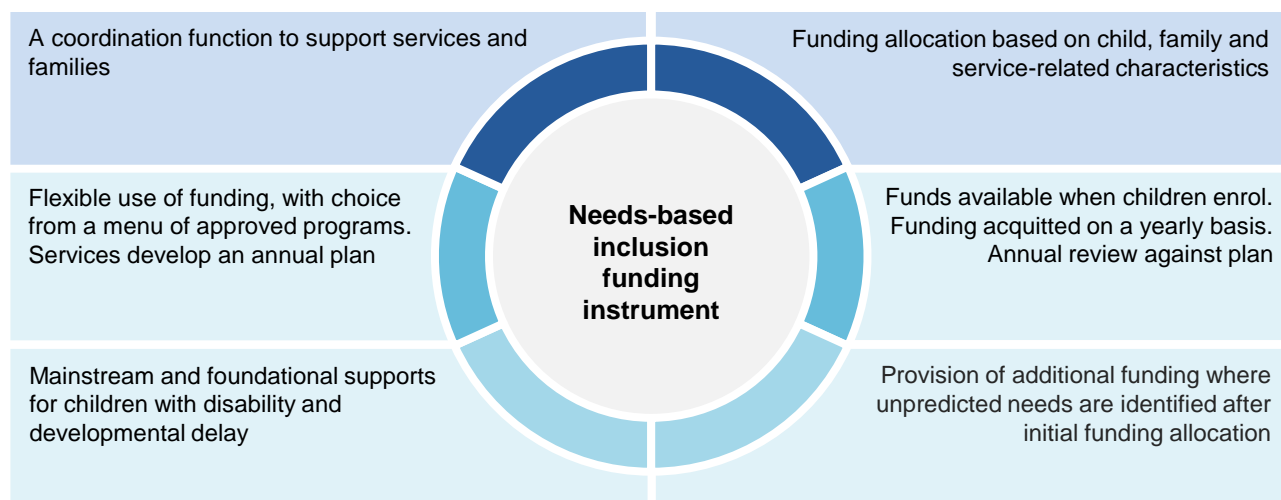 A coordination function to support services and
families
Funding allocation based on child, family and
service-related characteristics
Flexible use of funding, with choice
from a menu of approved programs.
Services develop an annual plan
Needs-based
inclusion
funding
instrument
Funds available when children enrol.
Funding acquitted on a yearly basis.
Annual review against plan
Mainstream and foundational supports
for children with disability and
developmental delay
Provision of additional funding where
unpredicted needs are identified after
initial funding allocation